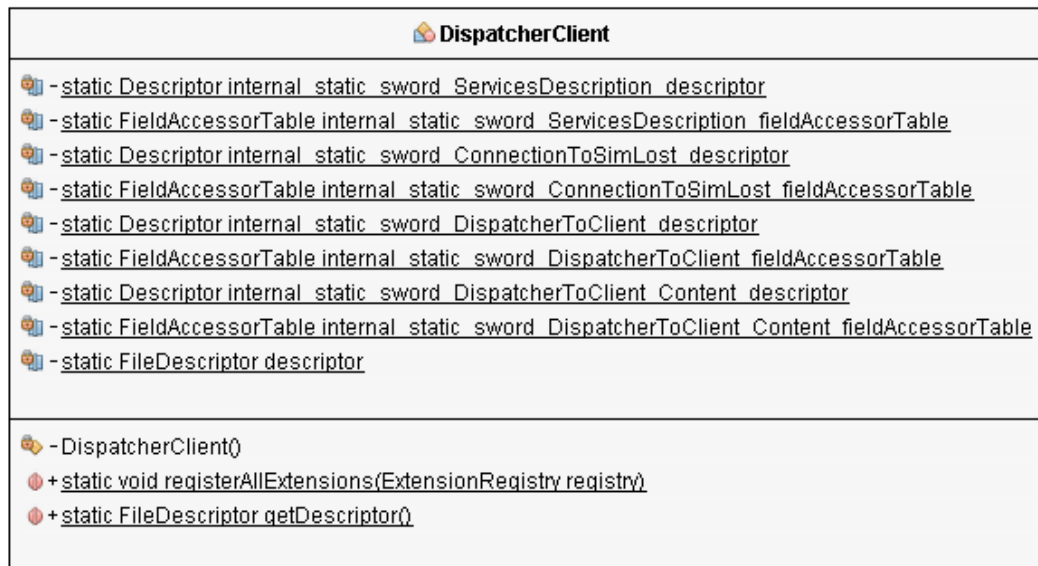 DispatcherClient
- static Descriptor internal_static_sword_ServicesDescription_descriptor
- static FieldAccessorTable internal_static_sword_ServicesDescription_fieldAccessorTable
- static Descriptor internal_static_sword_ConnectionToSimLost_descriptor
- static FieldAccessorTable internal_static_sword_ConnectionToSimLost_fieldAccessorTable
- static Descriptor internal_static_sword_DispatcherToClient_descriptor
- static FieldAccessorTable internal_static_sword_DispatcherToClient_fieldAccessorTable
- static Descriptor internal_static_sword_DispatcherToClient_Content_descriptor
- static FieldAccessorTable internal_static_sword_DispatcherToClient_Content_fieldAccessorTable
- static FileDescriptor descriptor
- DispatcherClient()
+ static void registerAllExtensions(ExtensionRegistry registry)
+ static FileDescriptor getDescriptor()